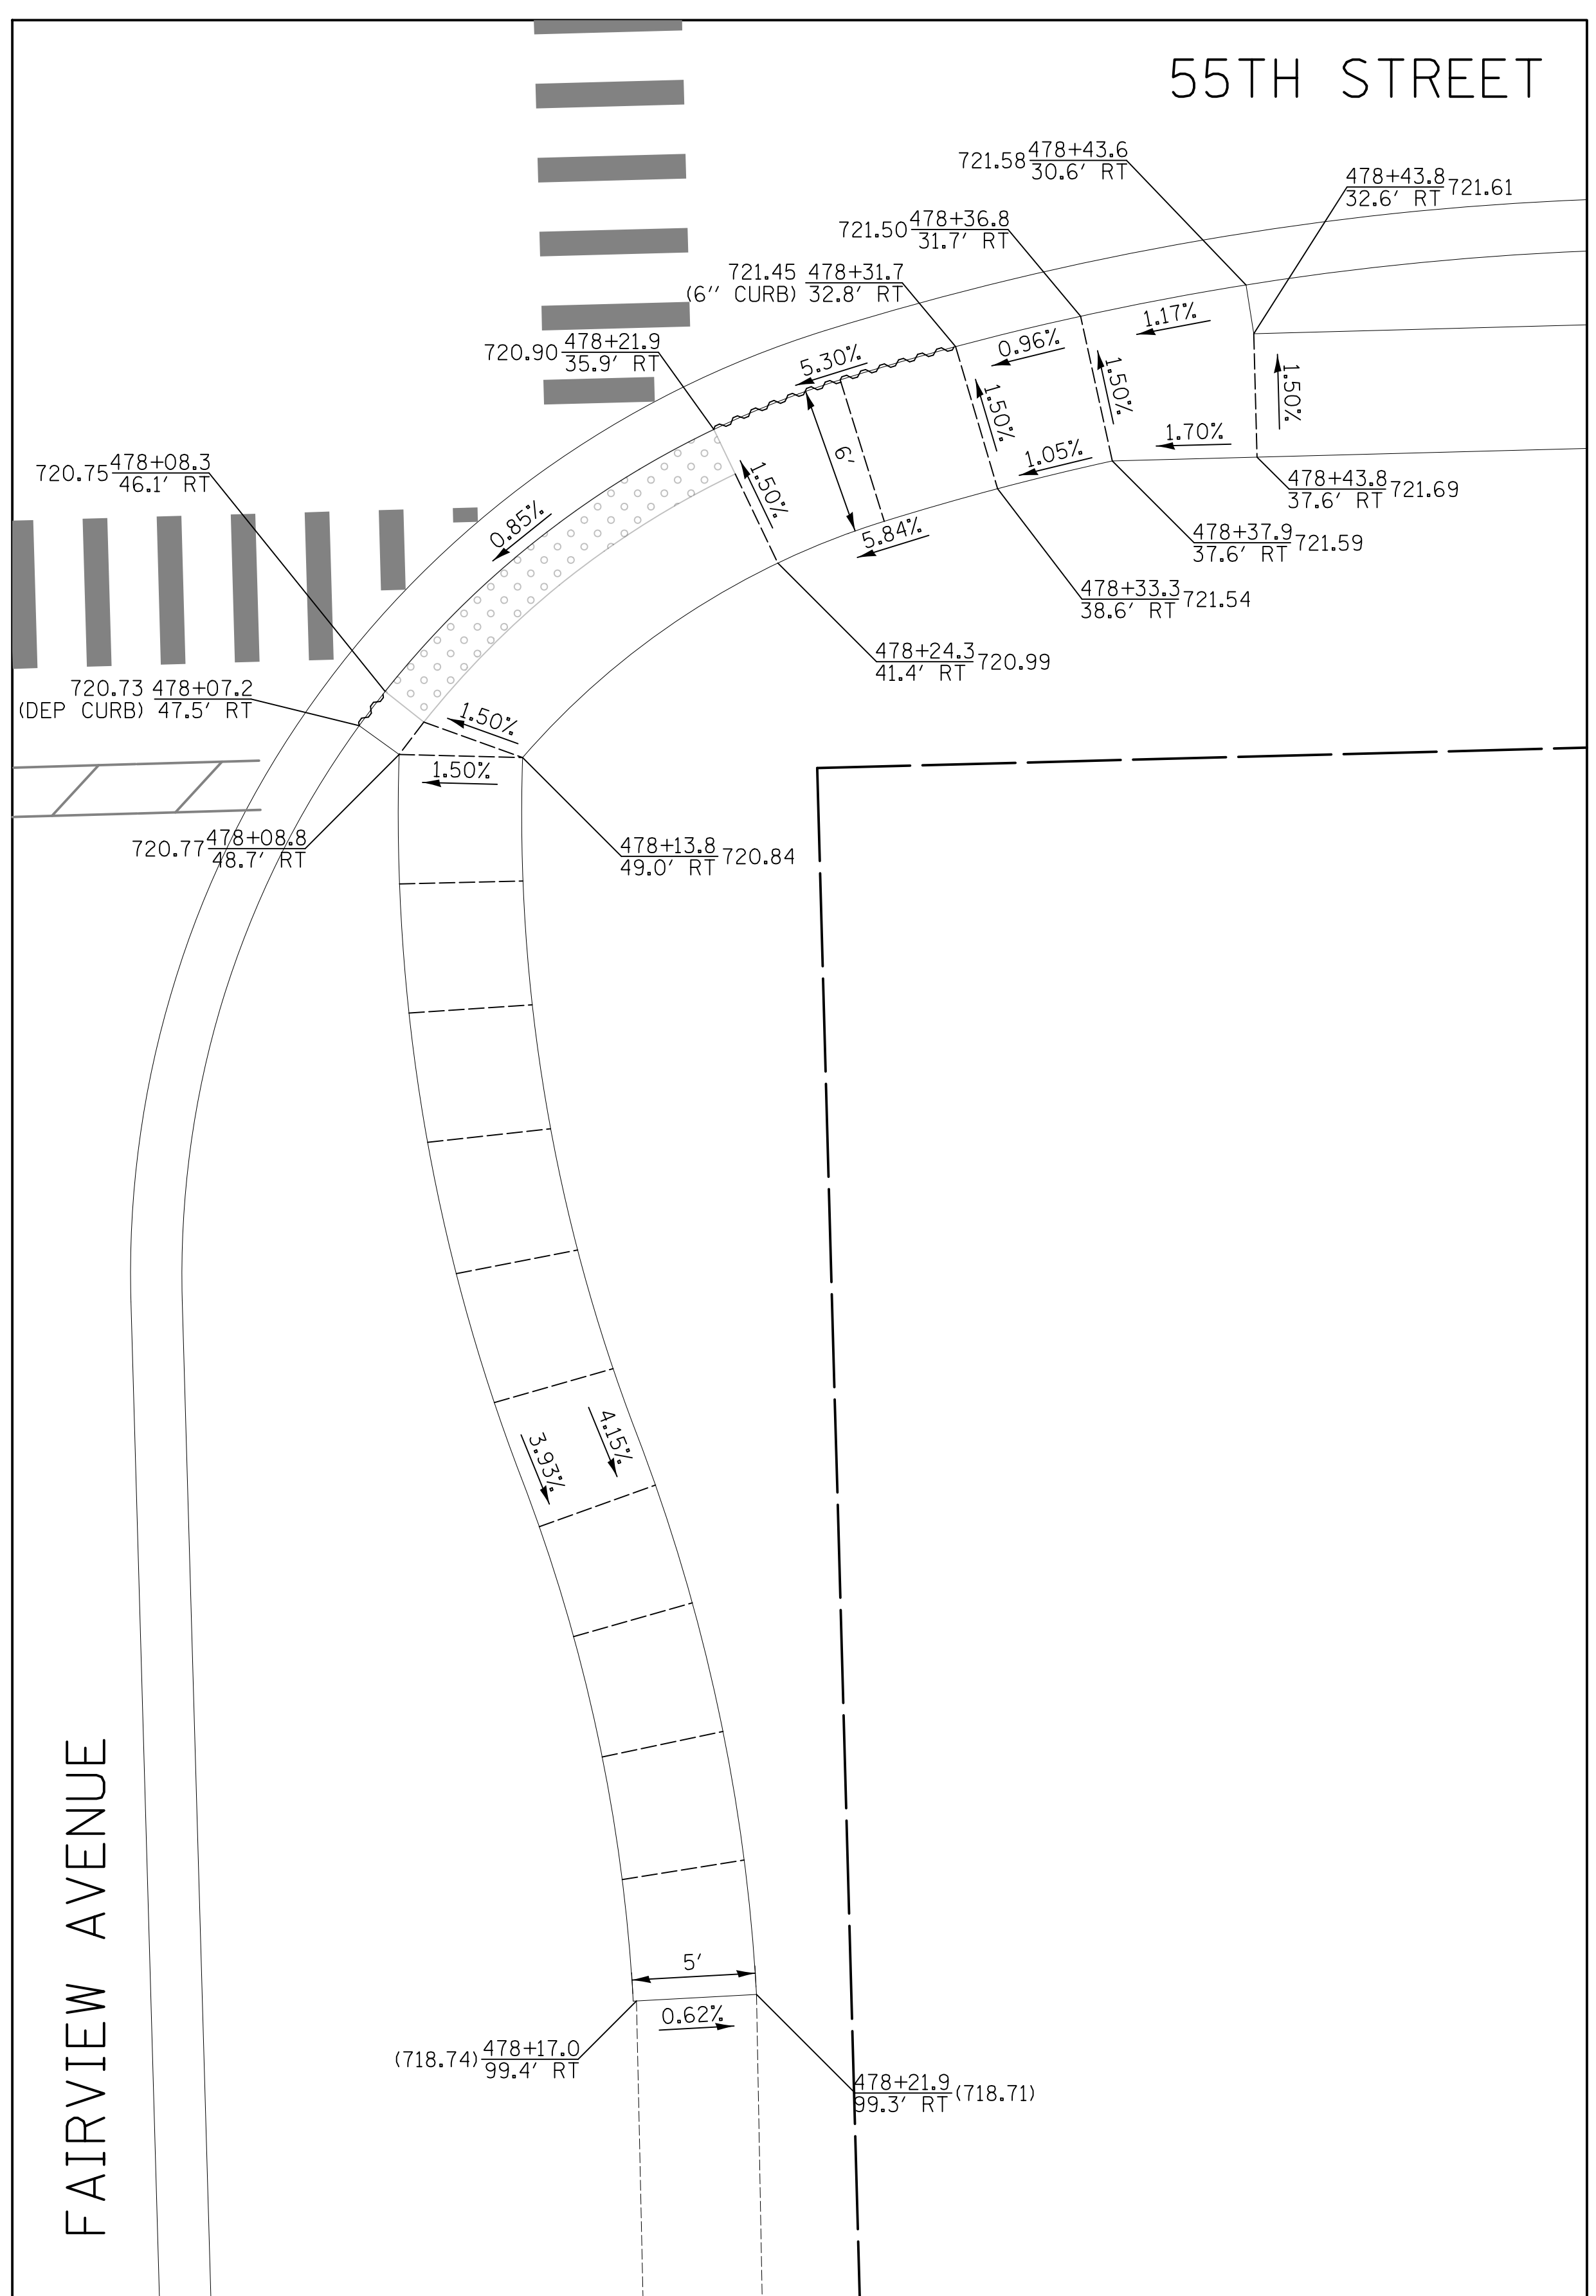 55TH STREET
721.58 478+43.6
30.6' RT
478+43.8 721.61
32.6' RT
721.50 478+36.8
31.7' RT
721.45 478+31.7
(6'' CURB) 32.8' RT
1.17%
0.96%
720.90 478+21.9
35.9' RT
5.30%
1.50%
1.50%
1.50%
1.70%
1.05%
6'
720.75 478+08.3
46.1' RT
1.50%
478+43.8 721.69
37.6' RT
0.85%
5.84%
478+37.9 721.59
37.6' RT
478+33.3 721.54
38.6' RT
478+24.3 720.99
41.4' RT
720.73 478+07.2
(DEP CURB) 47.5' RT
1.50%
1.50%
720.77 478+08.8
48.7' RT
478+13.8 720.84
49.0' RT
4.15%
3.93%
FAIRVIEW AVENUE
5'
0.62%
(718.74) 478+17.0
99.4' RT
478+21.9 (718.71)
99.3' RT